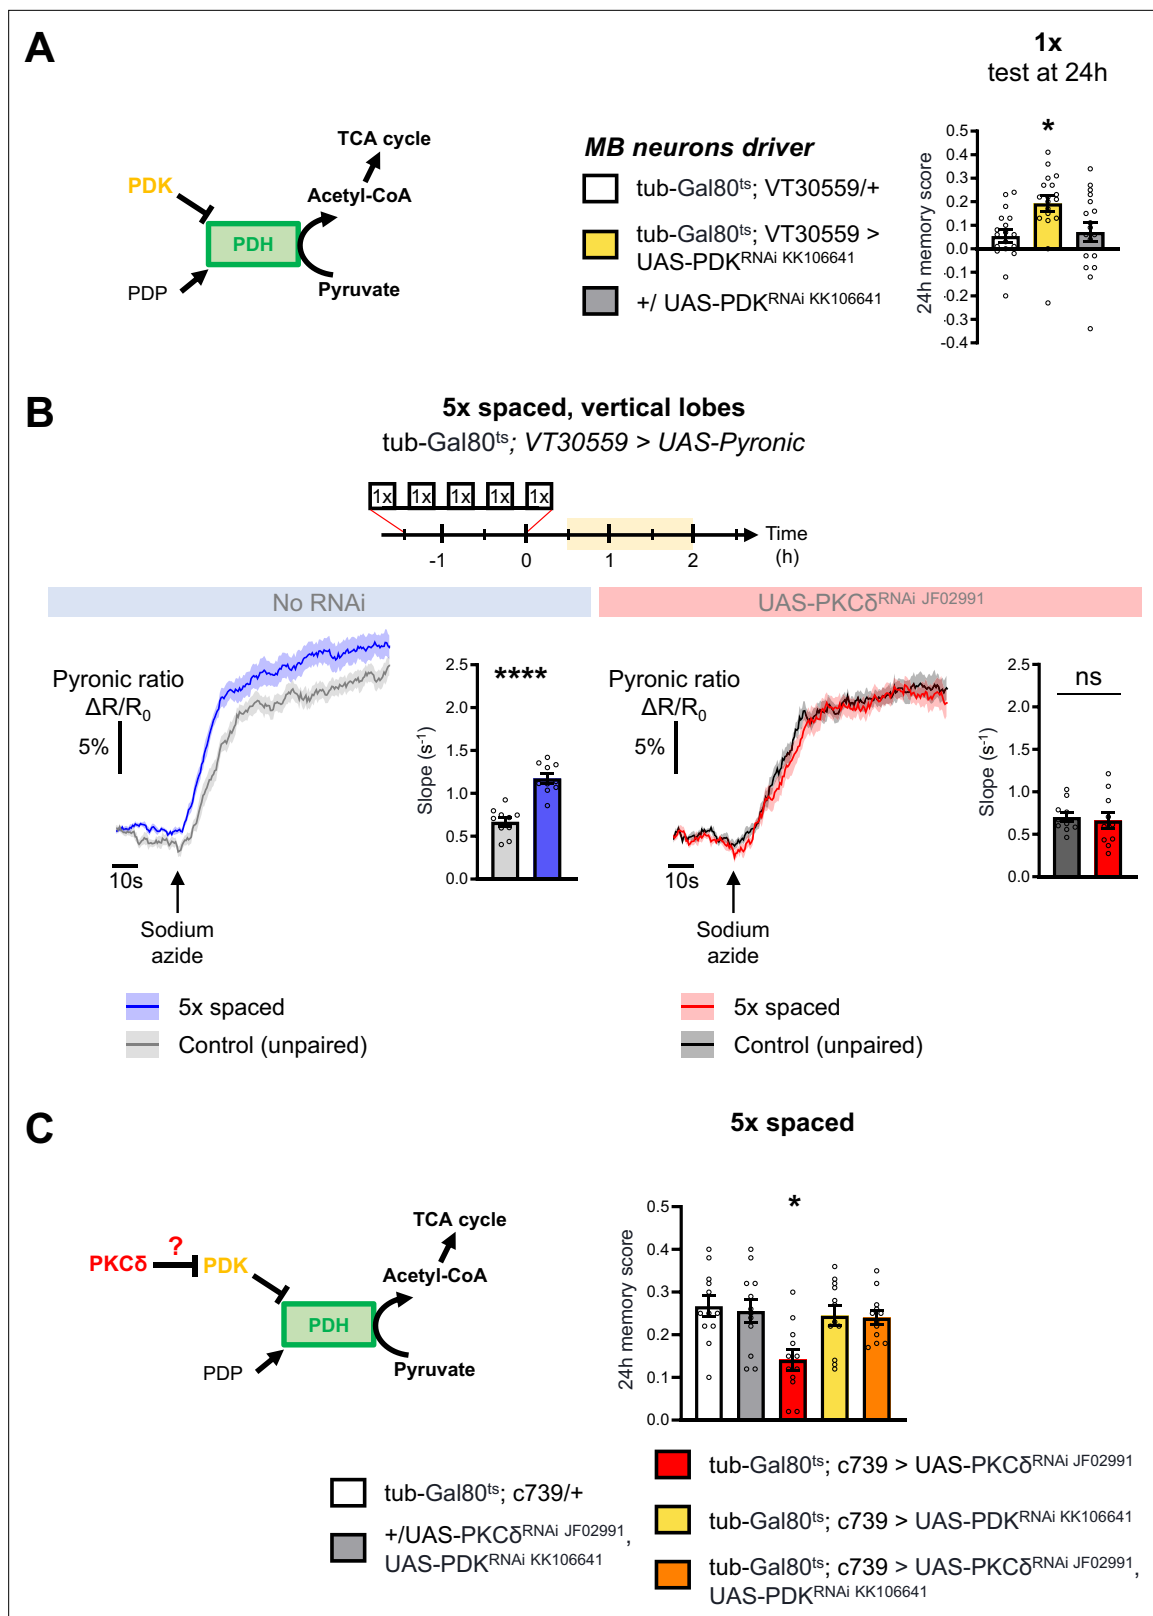 A
1x
test at 24h
TCA cycle
PDK
Acetyl-CoA
PDH
PDP
Pyruvate
MB neurons driver
tub-Gal80ts; VT30559/+
tub-Gal80ts; VT30559 >
UAS-PDKRNAi KK106641
+/ UAS-PDKRNAi KK106641
*
24h memory score
0.5
0.4
0.3
0.2
0.1
0.0
-0.1
-0.2
-0.3
-0.4
B
5x spaced, vertical lobes
tub-Gal80ts; VT30559 > UAS-Pyronic
1x 1x 1x 1x 1x
-1 0 1 2
Time
(h)
No RNAi
UAS-PKCδRNAi JF02991
Pyronic ratio
ΔR/R0
5%
10s
Sodium
azide
****
Slope (s-1)
2.5
2.0
1.5
1.0
0.5
0.0
5x spaced
Control (unpaired)
Pyronic ratio
ΔR/R0
5%
10s
Sodium
azide
ns
Slope (s-1)
2.5
2.0
1.5
1.0
0.5
0.0
5x spaced
Control (unpaired)
C
5x spaced
TCA cycle
PKCδ
?
PDK
Acetyl-CoA
PDH
PDP
Pyruvate
*
24h memory score
0.5
0.4
0.3
0.2
0.1
0.0
tub-Gal80ts; c739/+
+/UAS-PKCδRNAi JF02991,
UAS-PDKRNAi KK106641
tub-Gal80ts; c739 > UAS-PKCδRNAi JF02991
tub-Gal80ts; c739 > UAS-PDKRNAi KK106641
tub-Gal80ts; c739 > UAS-PKCδRNAi JF02991,
UAS-PDKRNAi KK106641